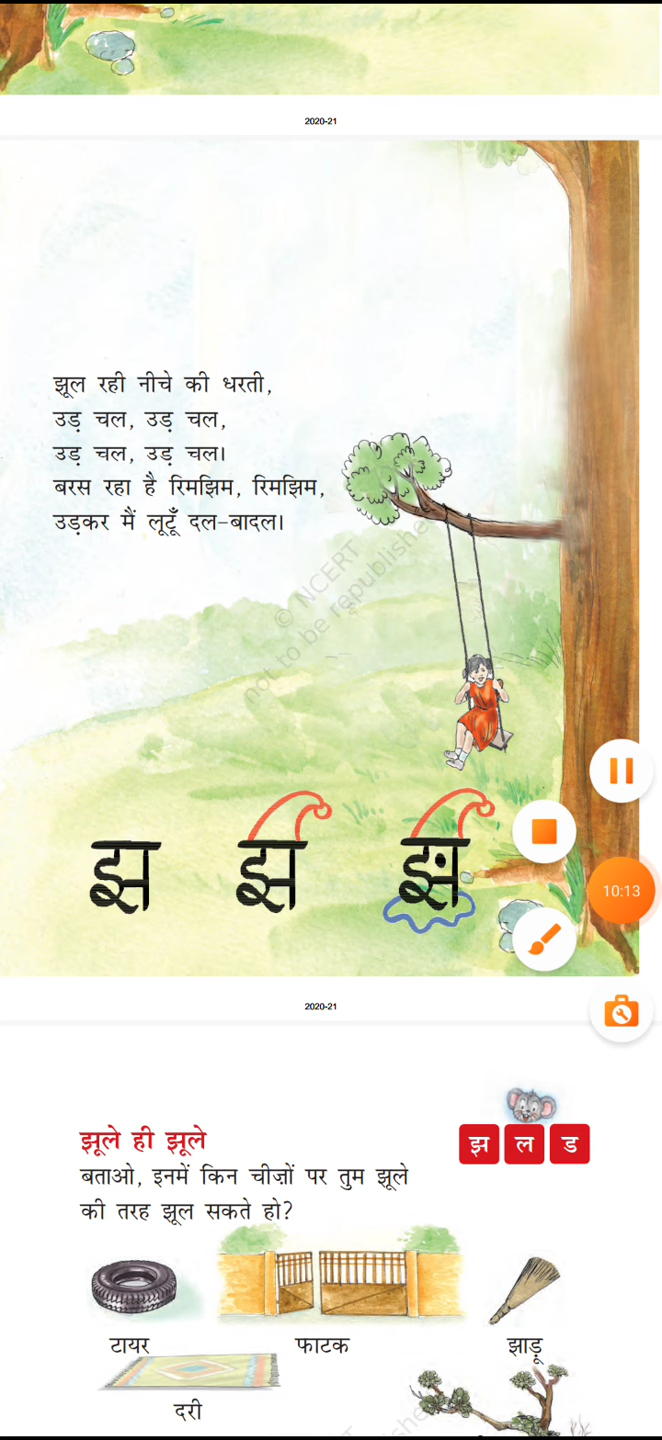 2020-21
झूल रही नीचे की धरती,
उड़ चल, उड़ चल,
उड़ चल, उड़ चल।
बरस रहा है रिमझिम, रिमझिम,
उड़कर मैं लूटूँ दल-बादल।
© NCERT
not to be republishe
झ
10:13
2020-21
झूले ही झूले
झ ल ड
बताओ, इनमें किन चीज़ों पर तुम झूले
की तरह झूल सकते हो?
टायर फाटक झाड़ू
दरी